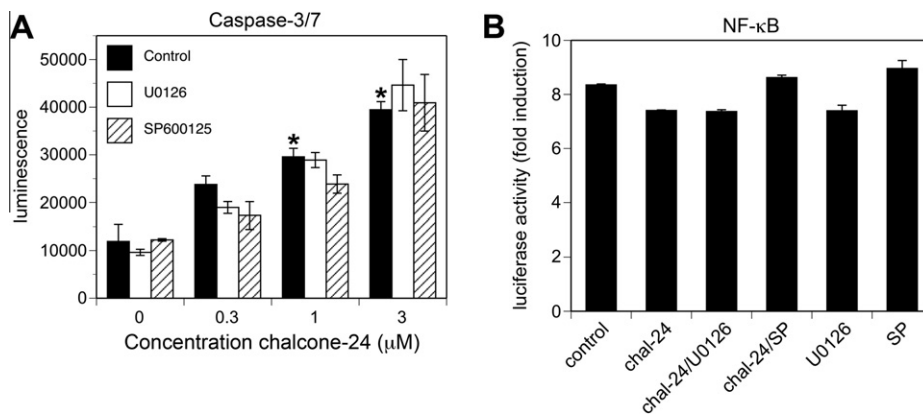 A
Caspase-3/7
Control
U0126
SP600125
*
*
50000
40000
30000
20000
10000
0
luminescence
0 0.3 1 3
Concentration chalcone-24 (μM)
B
NF-κB
10
8
6
4
2
0
luciferase activity (fold induction)
control
chal-24
chal-24/U0126
chal-24/SP
U0126
SP